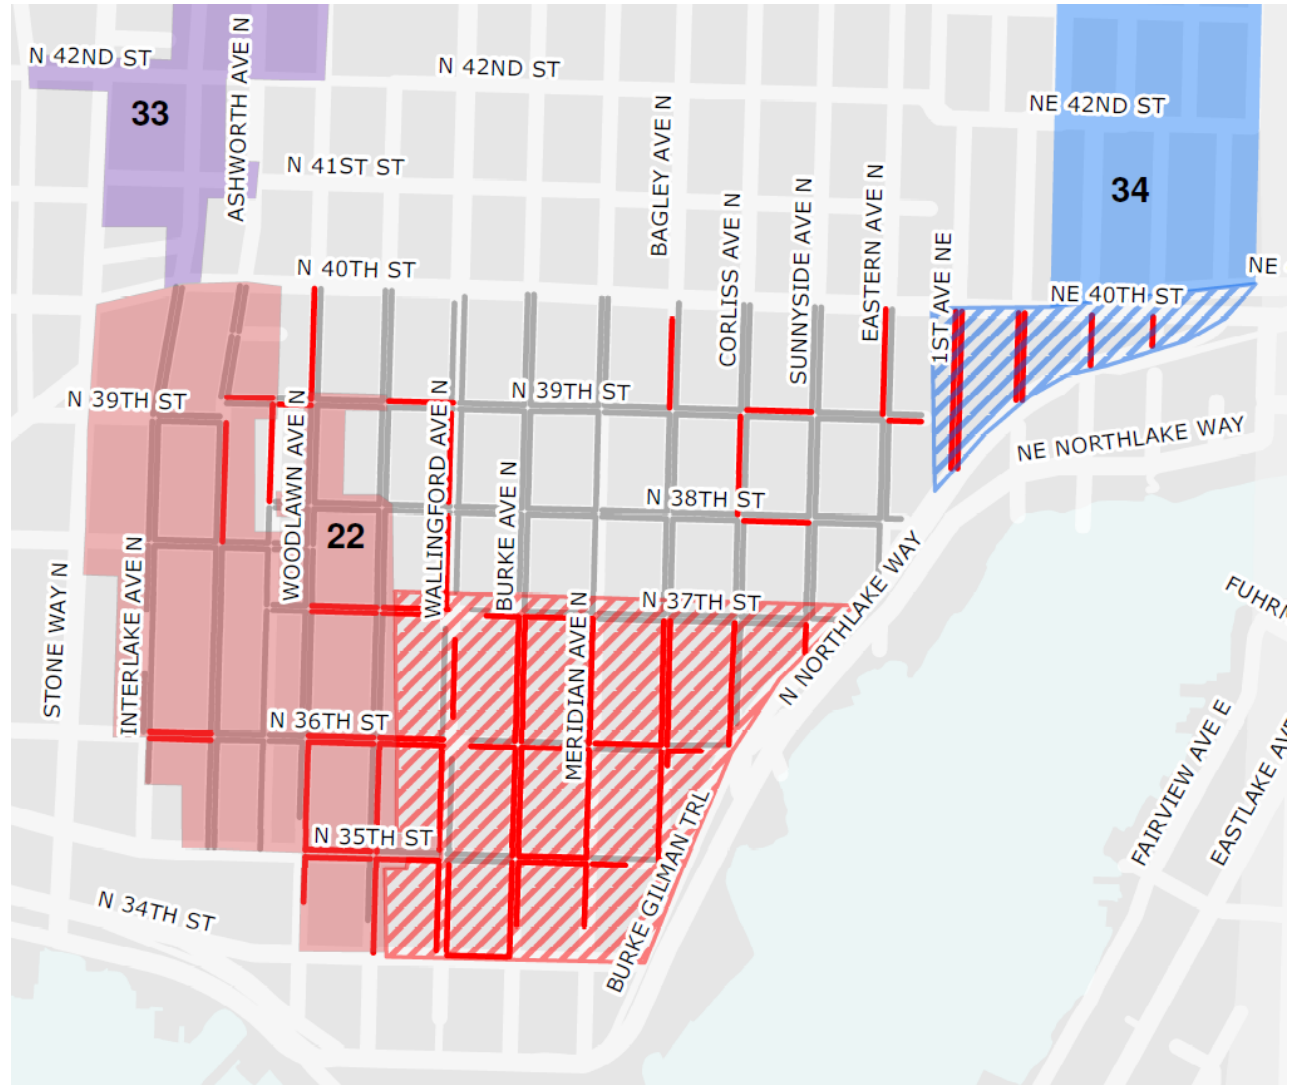 N 42ND ST
ASHWORTH AVE N
N 42ND ST
NE 42ND ST
33
34
N 41ST ST
BAGLEY AVE N
CORLISS AVE N
SUNNYSIDE AVE N
EASTERN AVE N
1ST AVE NE
N 40TH ST
NE
NE 40TH ST
N 39TH ST
WOODLAWN AVE N
WALLINGFORD AVE N
N 39TH ST
NE NORTHLAKE WAY
BURKE AVE N
N 38TH ST
22
STONE WAY N
INTERLAKE AVE N
MERIDIAN AVE N
N 37TH ST
N NORTHLAKE WAY
N 36TH ST
FAIRVIEW AVE E
N 35TH ST
BURKE GILMAN TRL
N 34TH ST